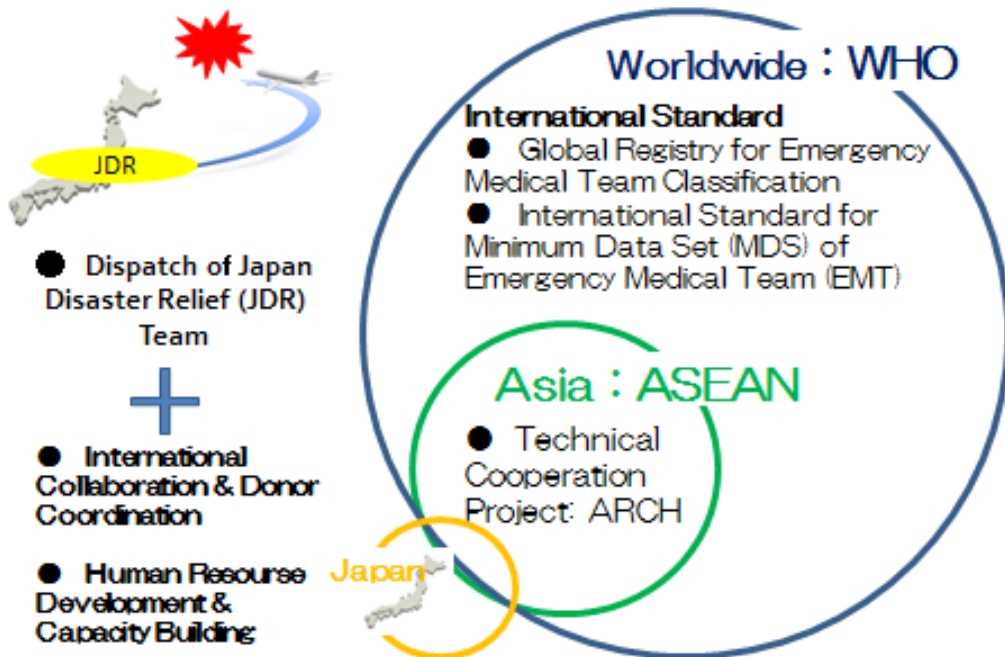 JDR
● Dispatch of Japan
Disaster Relief (JDR)
Team
● International
Collaboration & Donor
Coordination
● Human Resourse
Development &
Capacity Building
Worldwide：WHO
International Standard
● Global Registry for Emergency
Medical Team Classification
● International Standard for
Minimum Data Set (MDS) of
Emergency Medical Team (EMT)
Asia：ASEAN
● Technical
Cooperation
Project: ARCH
Japan